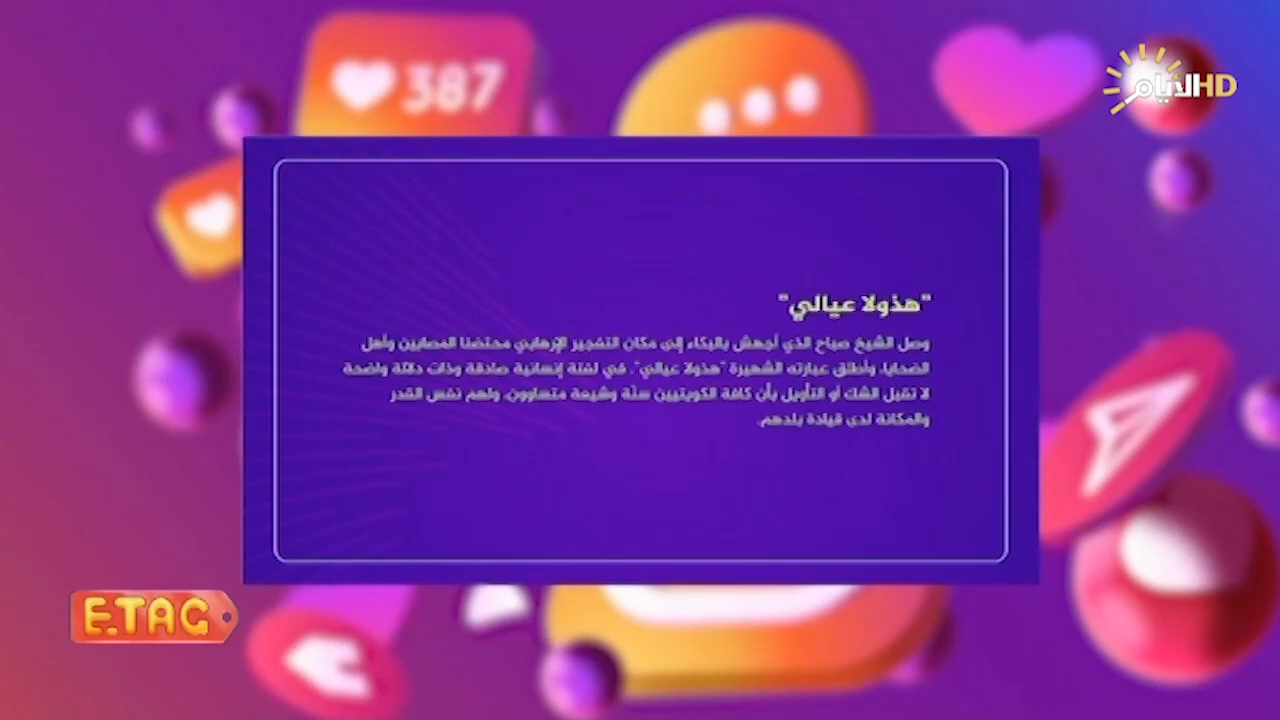 387
الأيام HD
"هذولا عيالي"
وصل الشيخ صباح الذي أجهش بالبكاء إلى مكان التفجير الإرهابي محتضنا المصابين وأهل
الضحايا، وأطلق عبارته الشهيرة "هذولا عيالي"، في لفتة إنسانية صادقة وذات دلالة واضحة
لا تقبل الشك أو التأويل بأن كافة الكويتيين سنّة وشيعة متساوون، ولهم نفس القدر
والمكانة لدى قيادة بلدهم.
E.TAG